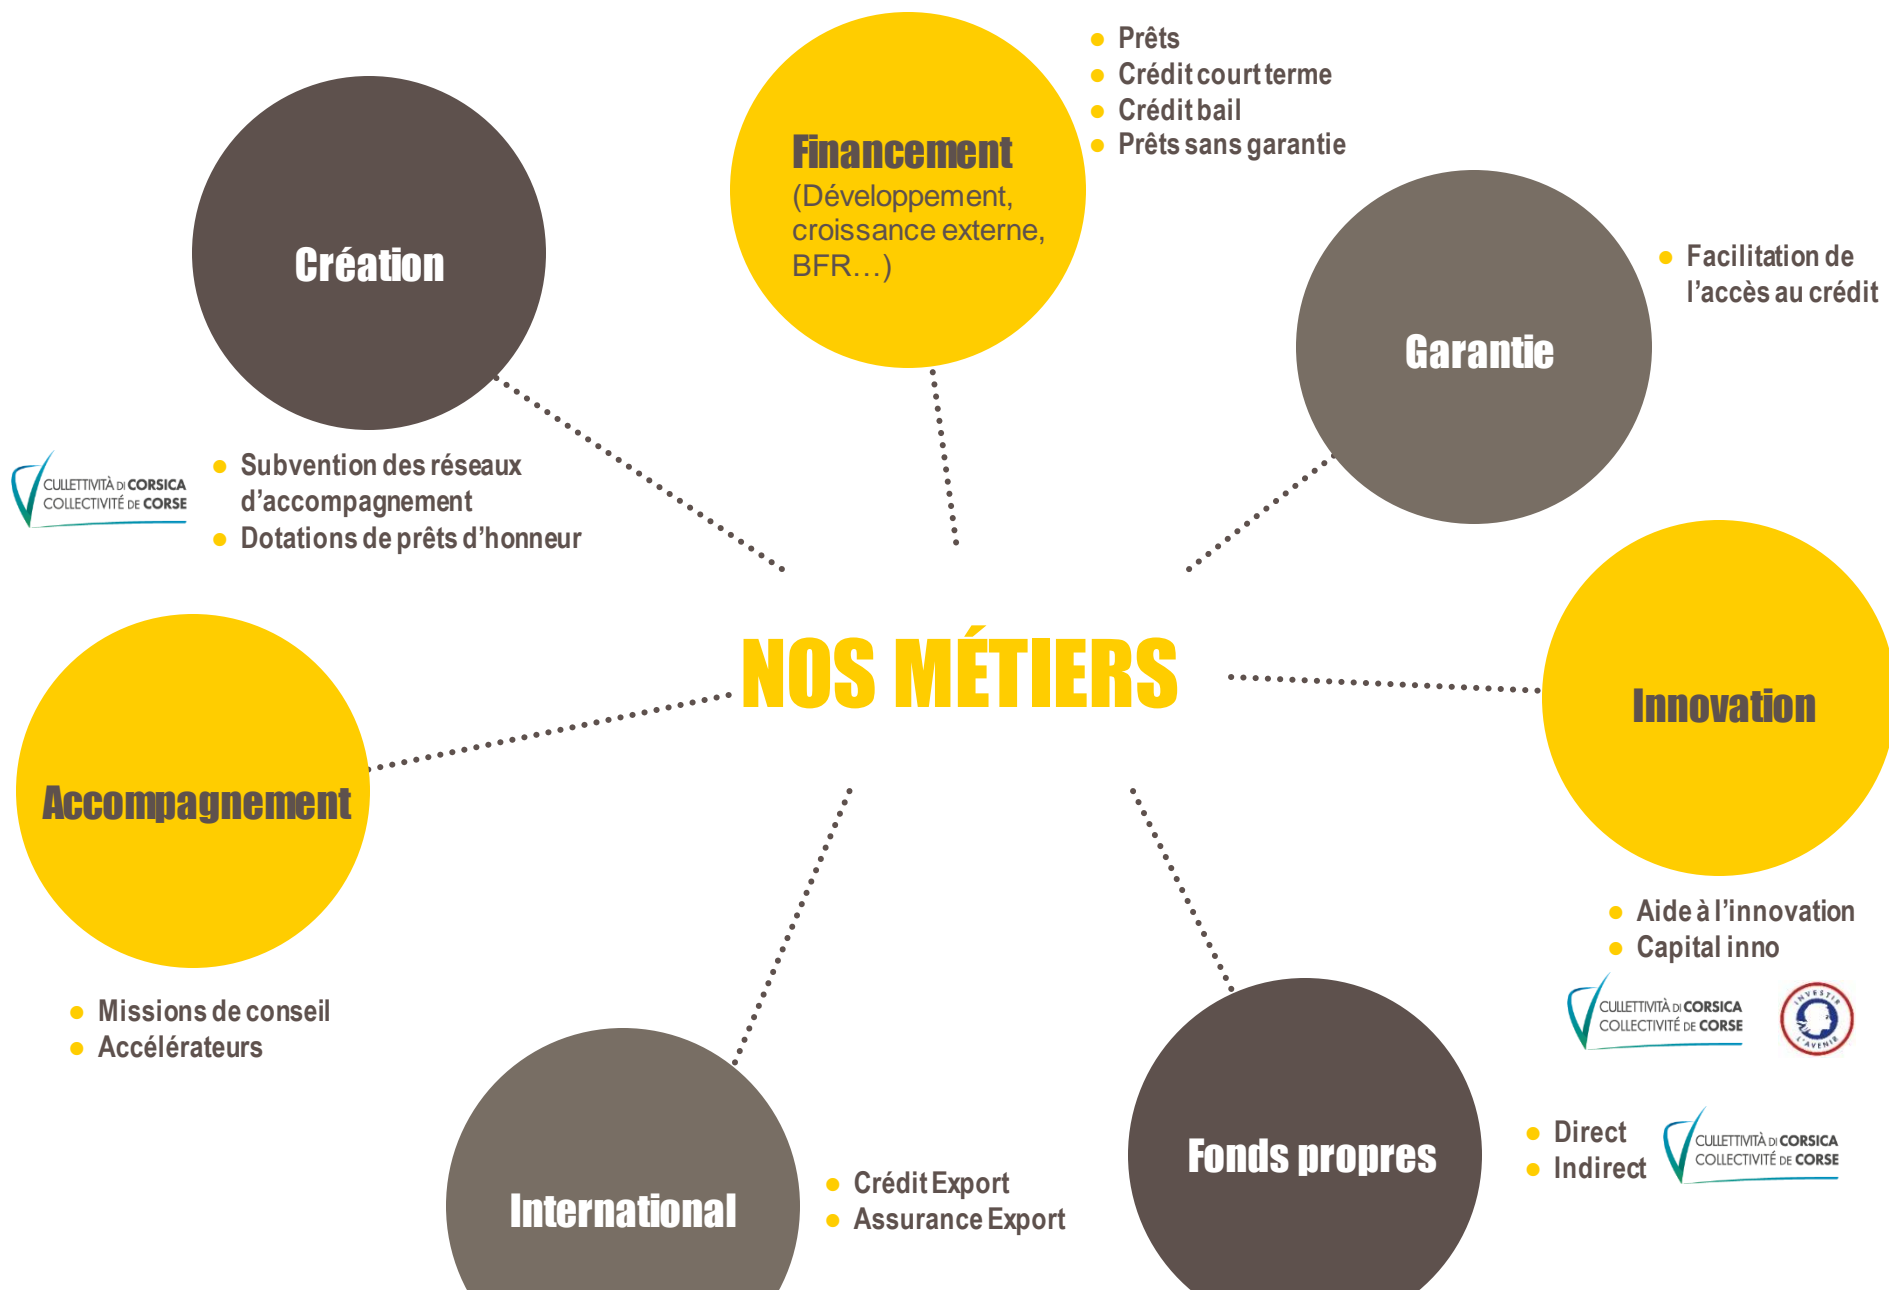 Prêts
Crédit court terme
Crédit bail
Prêts sans garantie
Financement
(Développement,
croissance externe,
BFR…)
Création
Facilitation de
l’accès au crédit
Garantie
CULLETTIVITÀ DI CORSICA
COLLECTIVITÉ DE CORSE
Subvention des réseaux
d’accompagnement
Dotations de prêts d’honneur
NOS MÉTIERS
Innovation
Accompagnement
Aide à l’innovation
Capital inno
CULLETTIVITÀ DI CORSICA
COLLECTIVITÉ DE CORSE
INVESTIR
L’AVENIR
Missions de conseil
Accélérateurs
Fonds propres
Direct
Indirect
CULLETTIVITÀ DI CORSICA
COLLECTIVITÉ DE CORSE
International
Crédit Export
Assurance Export